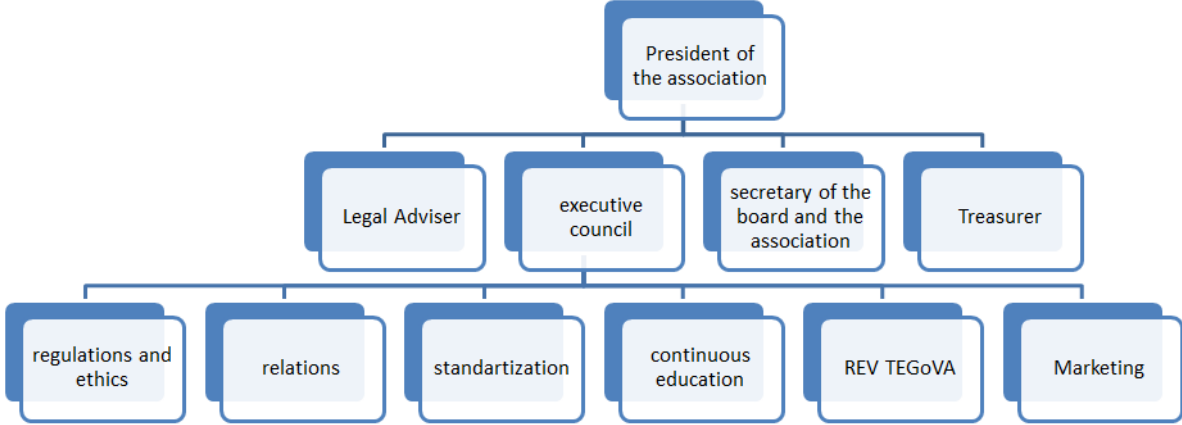 President of
the association
Legal Adviser
executive
council
secretary of the
board and the
association
Treasurer
regulations and
ethics
relations
standartization
continuous
education
REV TEGoVA
Marketing